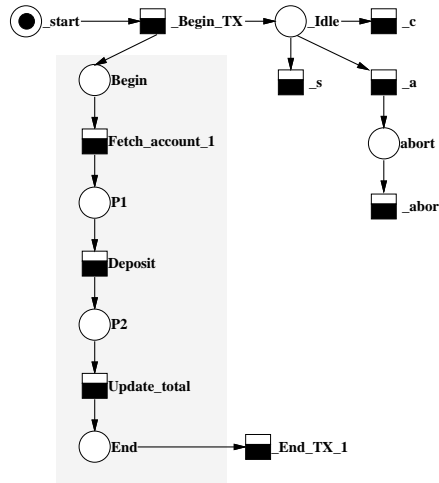 _start
_Begin_TX
_Idle
_c
Begin
_s
_a
Fetch_account_1
abort
P1
_abor
Deposit
P2
Update_total
End
_End_TX_1